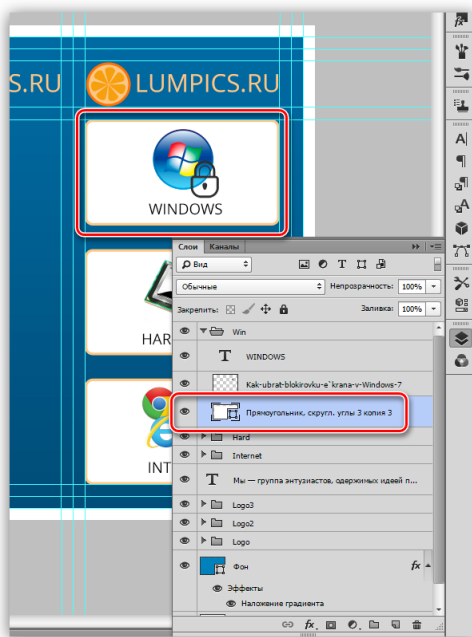 S.RU LUMPICS.RU
WINDOWS
HAR
INT
Слои Каналы
Вид
Обычные Непрозрачность: 100%
Закрепить: Заливка: 100%
Win
T WINDOWS
Kak-ubrat-blokirovku-e`krana-v-Windows-7
Прямоугольник, скругл. углы 3 копия 3
Hard
Internet
T Мы — группа энтузиастов, одержимых идеей п...
Logo3
Logo2
Logo
Фон fx
Эффекты
Наложение градиента
fx.